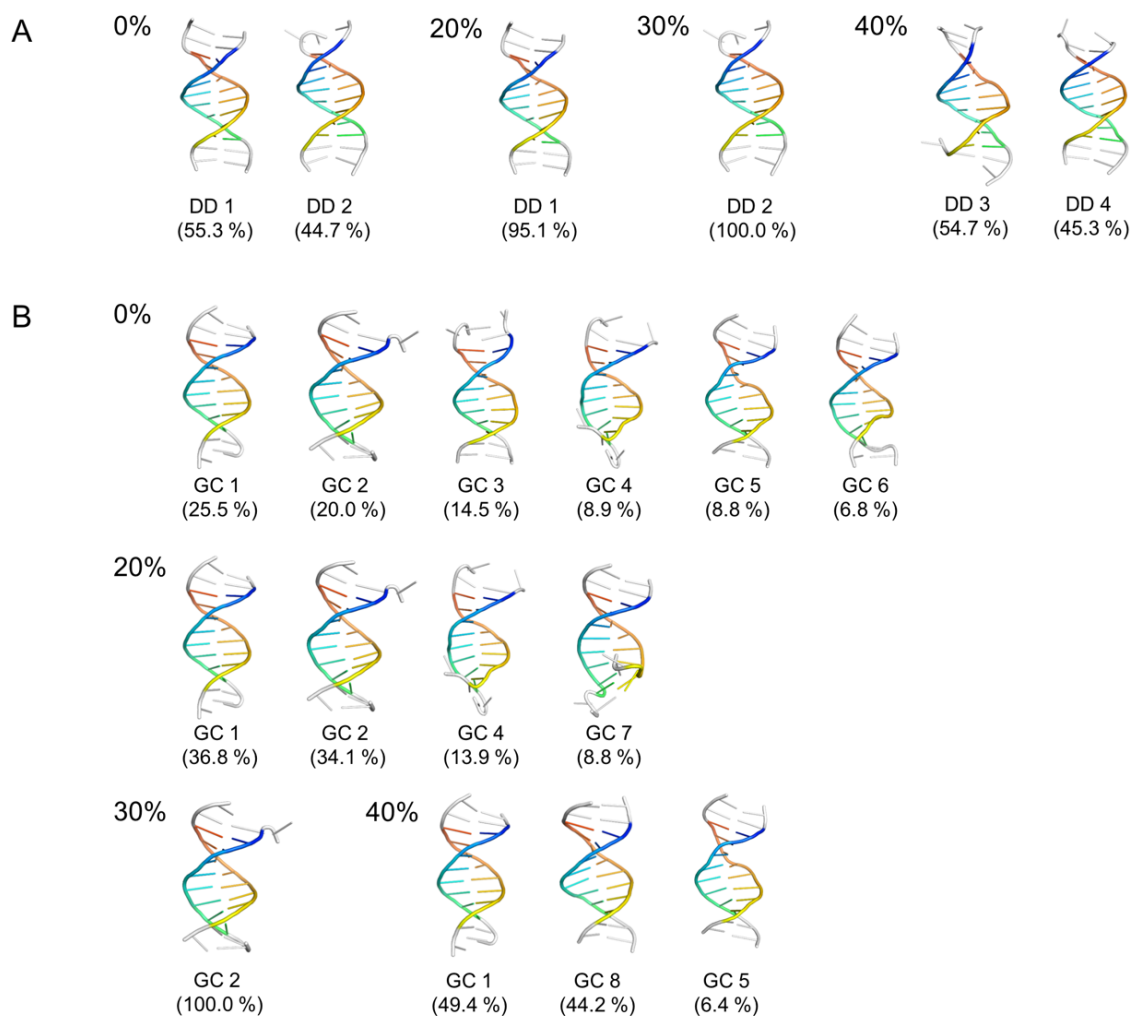 A
0%
20%
30%
40%
DD 1
DD 2
DD 1
DD 2
DD 3
DD 4
(55.3 %)
(44.7 %)
(95.1 %)
(100.0 %)
(54.7 %)
(45.3 %)
B
0%
GC 1
GC 2
GC 3
GC 4
GC 5
GC 6
(25.5 %)
(20.0 %)
(14.5 %)
(8.9 %)
(8.8 %)
(6.8 %)
20%
GC 1
GC 2
GC 4
GC 7
(36.8 %)
(34.1 %)
(13.9 %)
(8.8 %)
30%
40%
GC 2
GC 1
GC 8
GC 5
(100.0 %)
(49.4 %)
(44.2 %)
(6.4 %)